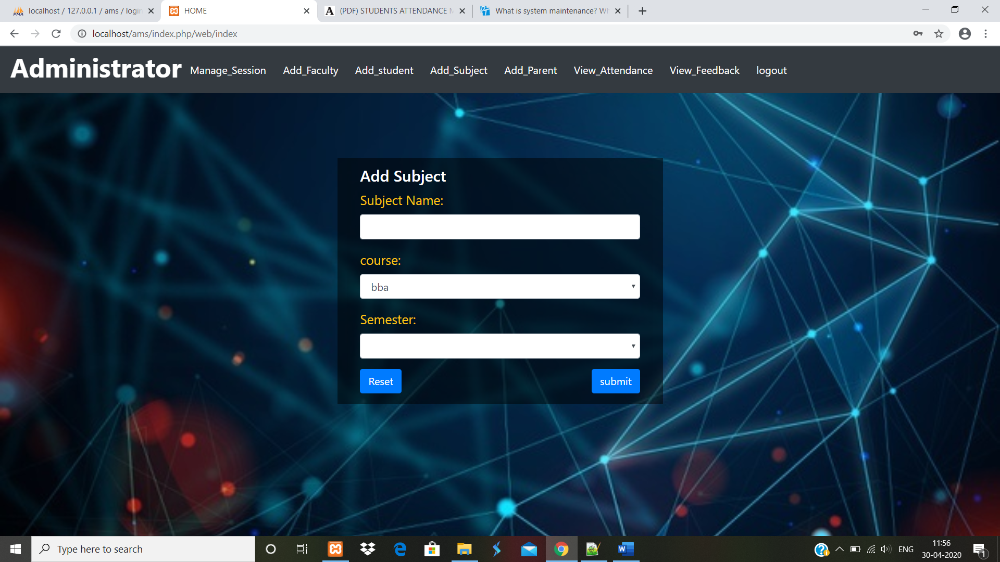 localhost / 127.0.0.1 / ams / login
HOME
(PDF) STUDENTS ATTENDANCE M
What is system maintenance? Wh
localhost/ams/index.php/web/index
Administrator Manage_Session Add_Faculty Add_student Add_Subject Add_Parent View_Attendance View_Feedback logout
Add Subject
Subject Name:
course:
bba
Semester:
Reset submit
Type here to search
ENG
11:56
30-04-2020
1